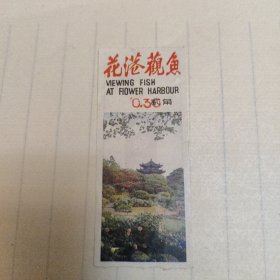 花港觀魚
VIEWING FISH
AT FLOWER HARBOUR
0.3